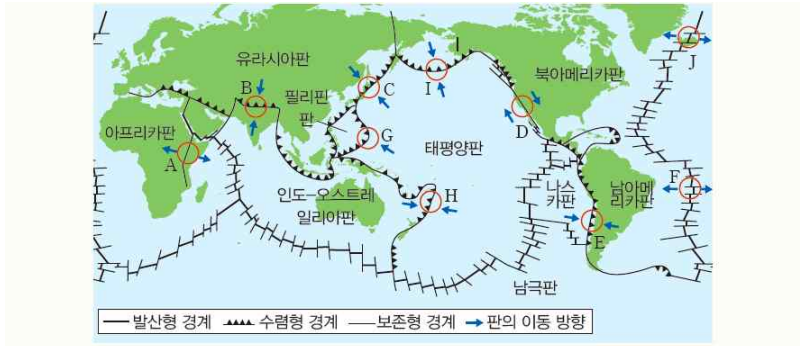 유라시아판
북아메리카판
J
B
필리핀
판
C
I
아프리카판
D
G
태평양판
A
F
나스
카판
남아메
리카판
인도-오스트레
일리아판
H
E
남극판
발산형 경계 수렴형 경계 보존형 경계 판의 이동 방향